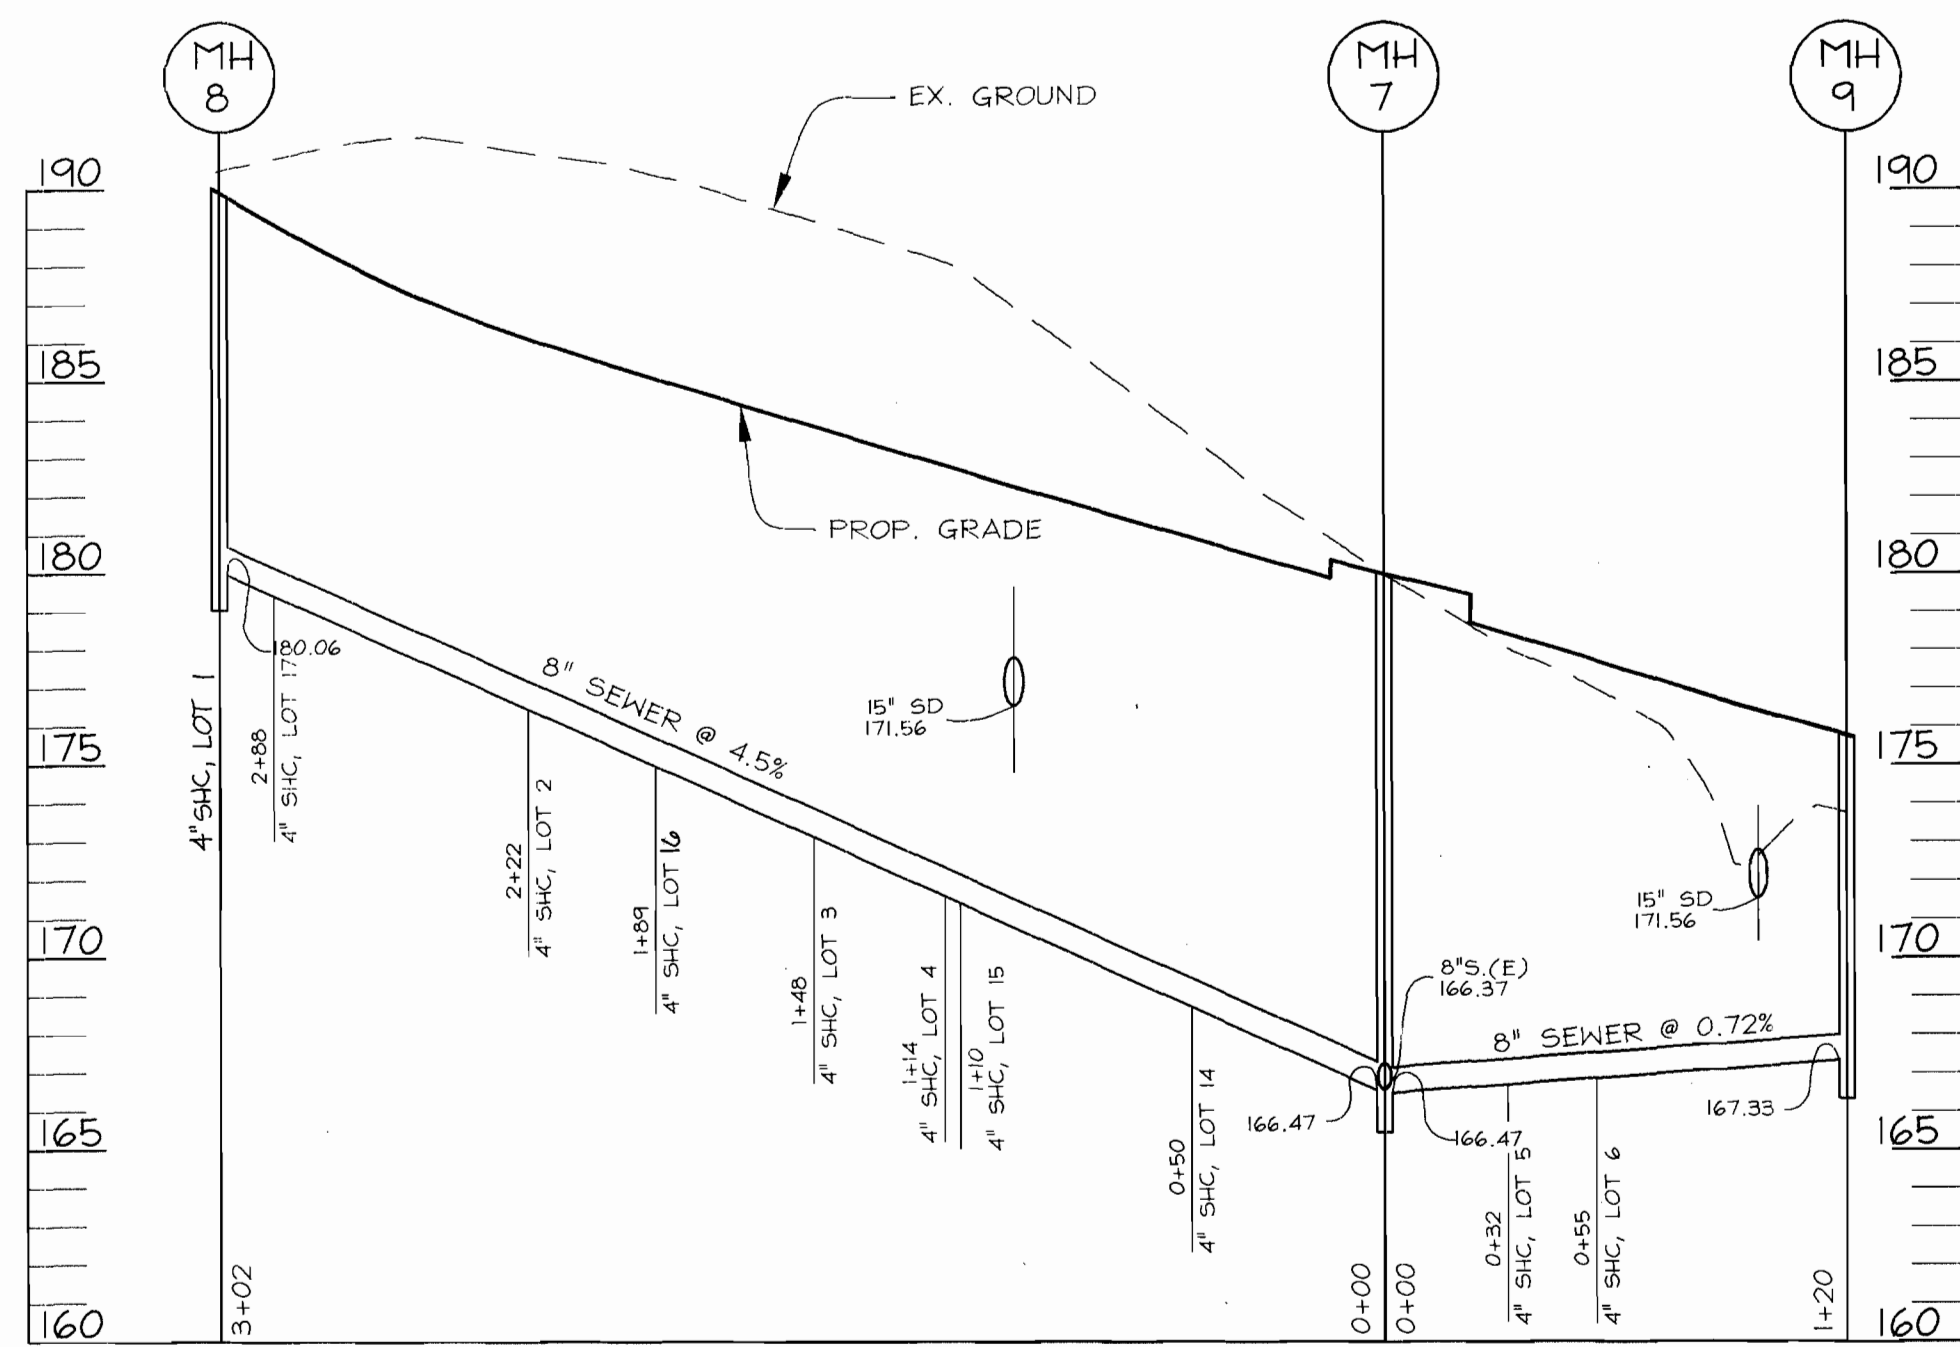 MH
8
MH
7
MH
9
EX. GROUND
190
190
185
185
PROP. GRADE
180
180
180.06
8" SEWER @ 4.5%
15" SD
171.56
175
175
4"SHC, LOT 1
2+88
4" SHC, LOT 17
2+22
4" SHC, LOT 2
1+89
4" SHC, LOT 16
1+48
4" SHC, LOT 3
1+14
4" SHC, LOT 4
1+10
4" SHC, LOT 15
0+50
4" SHC, LOT 14
15" SD
171.56
170
170
8"S.(E)
166.37
8" SEWER @ 0.72%
166.47
166.47
167.33
165
165
0+32
4" SHC, LOT 5
0+55
4" SHC, LOT 6
3+02
0+00
0+00
1+20
160
160